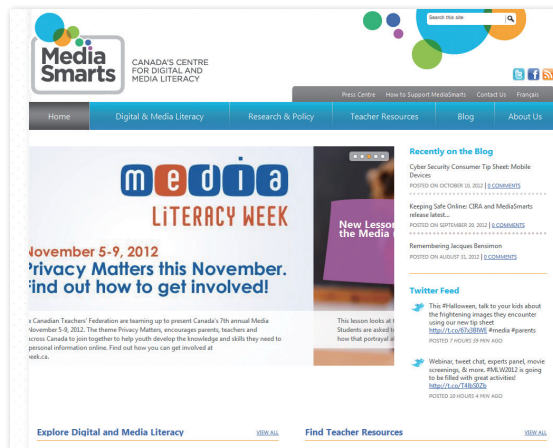 Search this site
Media
Smarts
CANADA'S CENTRE
FOR DIGITAL AND
MEDIA LITERACY
Press Centre How to Support MediaSmarts Contact Us Français
Home Digital & Media Literacy Research & Policy Teacher Resources Blog About Us
media
LiTERACY WEEK
November 5-9, 2012
Privacy Matters this November.
Find out how to get involved!
Canadian Teachers' Federation are teaming up to present Canada's 7th annual Media
November 5-9, 2012. The theme Privacy Matters, encourages parents, teachers and
across Canada to join together to help youth develop the knowledge and skills they need to
personal information online. Find out how you can get involved at
week.ca.
New Lesson
the Media
This lesson looks at
Students are asked to
how that portrayal
Recently on the Blog
Cyber Security Consumer Tip Sheet: Mobile
Devices
POSTED ON OCTOBER 10, 2012 | 0 COMMENTS
Keeping Safe Online: CIRA and MediaSmarts
release latest...
POSTED ON SEPTEMBER 20, 2012 | 0 COMMENTS
Remembering Jacques Bensimon
POSTED ON AUGUST 31, 2012 | 0 COMMENTS
Twitter Feed
This #Halloween, talk to your kids about
the frightening images they encounter
using our new tip sheet
http://t.co/67x3BIWE #media #parents
POSTED 7 HOURS 39 MIN AGO
Webinar, tweet chat, experts panel, movie
screenings, & more. #MLW2012 is going
to be filled with great activities!
http://t.co/T4lbS0Zb
POSTED 10 HOURS 4 MIN AGO
Explore Digital and Media Literacy VIEW ALL
Find Teacher Resources VIEW ALL